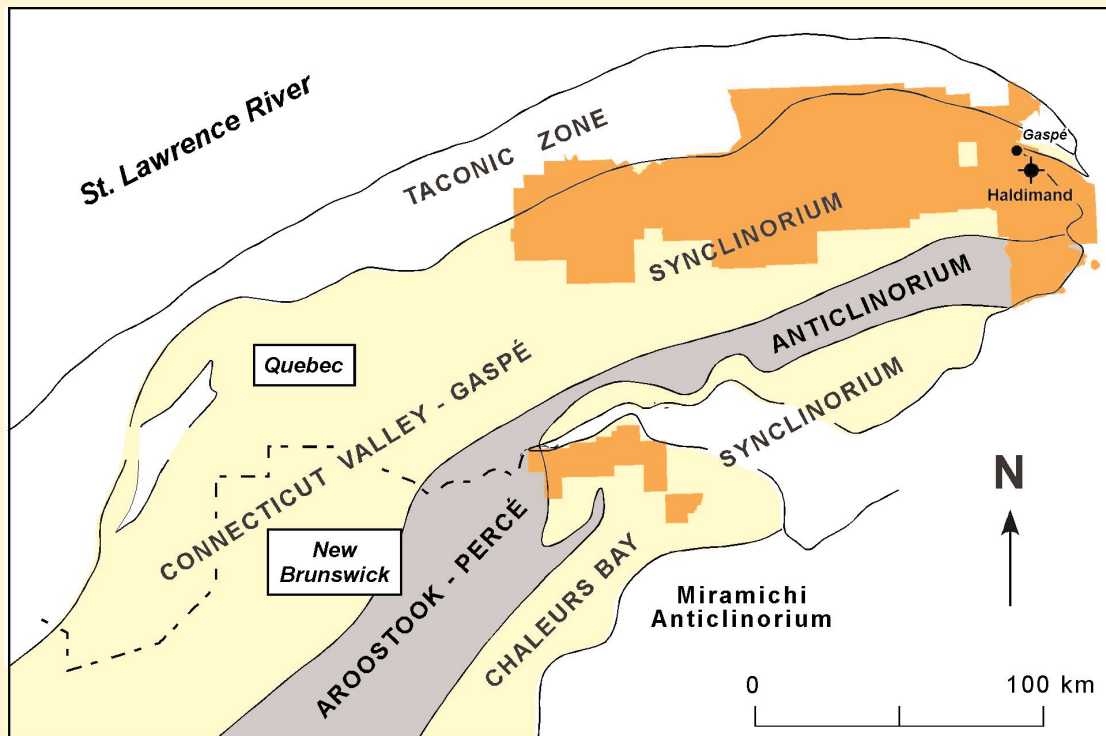 St. Lawrence River
TACONIC ZONE
Gaspé
Haldimand
SYNCLINORIUM
ANTICLINORIUM
Quebec
CONNECTICUT VALLEY - GASPÉ
SYNCLINORIUM
N
New
Brunswick
AROOSTOOK - PERCÉ
CHALEURS BAY
Miramichi
Anticlinorium
0 100 km